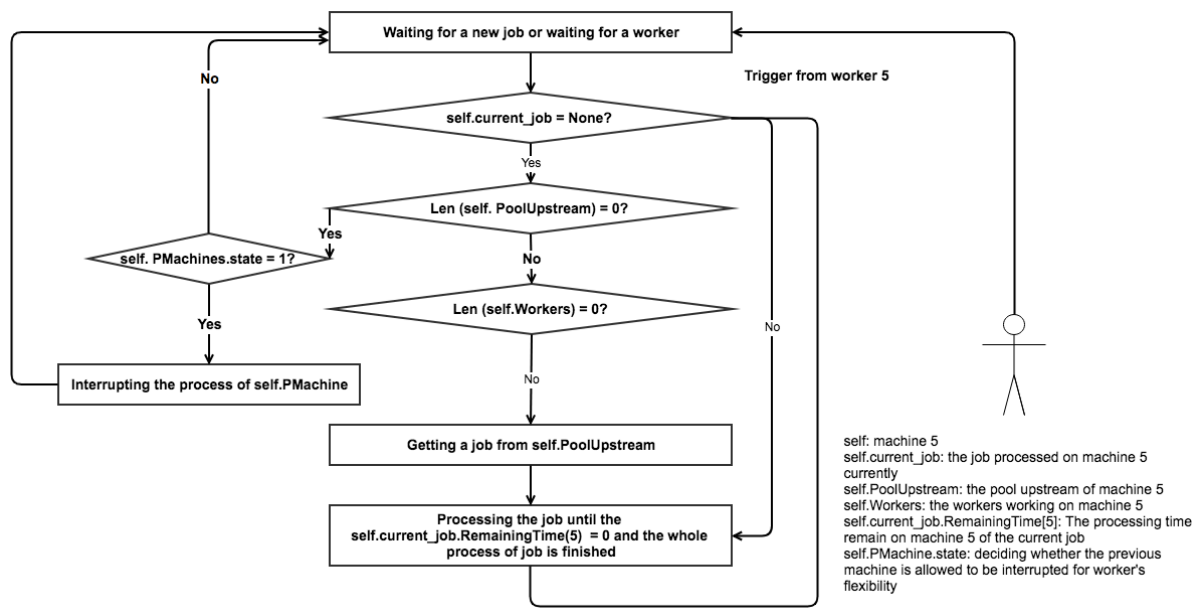 Waiting for a new job or waiting for a worker
No
Trigger from worker 5
self.current_job = None?
Yes
Len (self. PoolUpstream) = 0?
Yes
self. PMachines.state = 1?
No
Len (self.Workers) = 0?
Yes
No
Interrupting the process of self.PMachine
No
Getting a job from self.PoolUpstream
Processing the job until the
self.current_job.RemainingTime(5) = 0 and the whole
process of job is finished
self: machine 5
self.current_job: the job processed on machine 5
currently
self.PoolUpstream: the pool upstream of machine 5
self.Workers: the workers working on machine 5
self.current_job.RemainingTime[5]: The processing time
remain on machine 5 of the current job
self.PMachine.state: deciding whether the previous
machine is allowed to be interrupted for worker's
flexibility